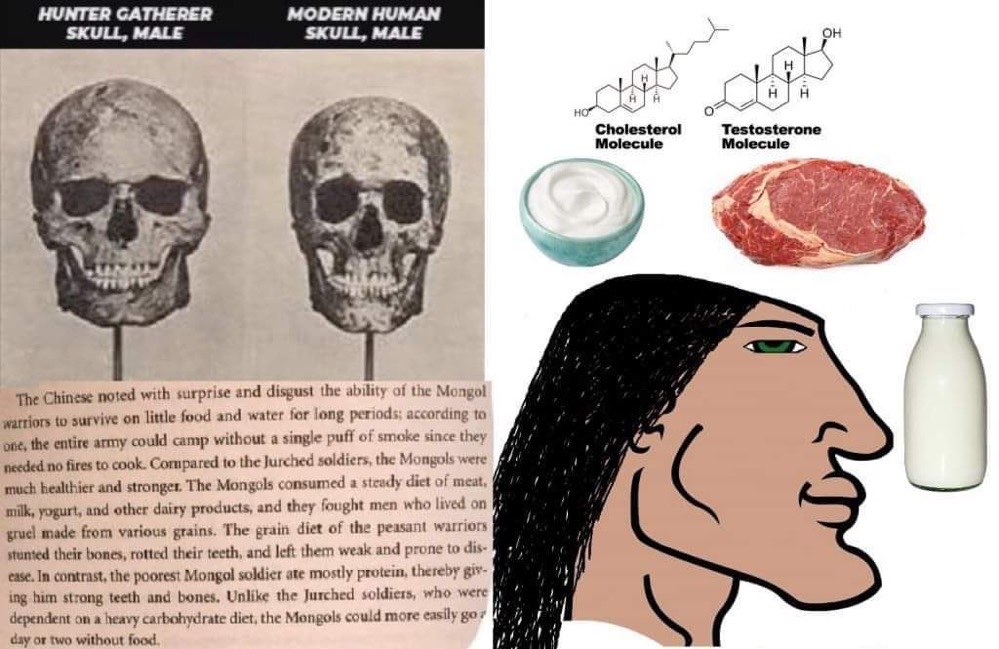 HUNTER GATHERER
SKULL, MALE
MODERN HUMAN
SKULL, MALE
The Chinese noted with surprise and disgust the ability of the Mongol
warriors to survive on little food and water for long periods; according to
one, the entire army could camp without a single puff of smoke since they
needed no fires to cook. Compared to the Jurched soldiers, the Mongols were
much healthier and stronger. The Mongols consumed a steady diet of meat,
milk, yogurt, and other dairy products, and they fought men who lived on
gruel made from various grains. The grain diet of the peasant warriors
stunted their bones, rotted their teeth, and left them weak and prone to dis-
ease. In contrast, the poorest Mongol soldier ate mostly protein, thereby giv-
ing him strong teeth and bones. Unlike the Jurched soldiers, who were
dependent on a heavy carbohydrate diet, the Mongols could more easily go
day or two without food.
HO
H
H
H
Cholesterol
Molecule
OH
H
H
H
O
Testosterone
Molecule